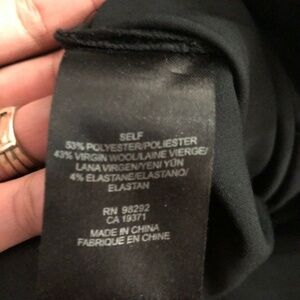 SELF
53% POLYESTER/POLIESTER
43% VIRGIN WOOL/LAINE VIERGE/
LANA VIRGEN/YENI YÜN
4% ELASTANE/ELASTANO/
ELASTAN
RN 98292
CA 19371
MADE IN CHINA
FABRIQUE EN CHINE